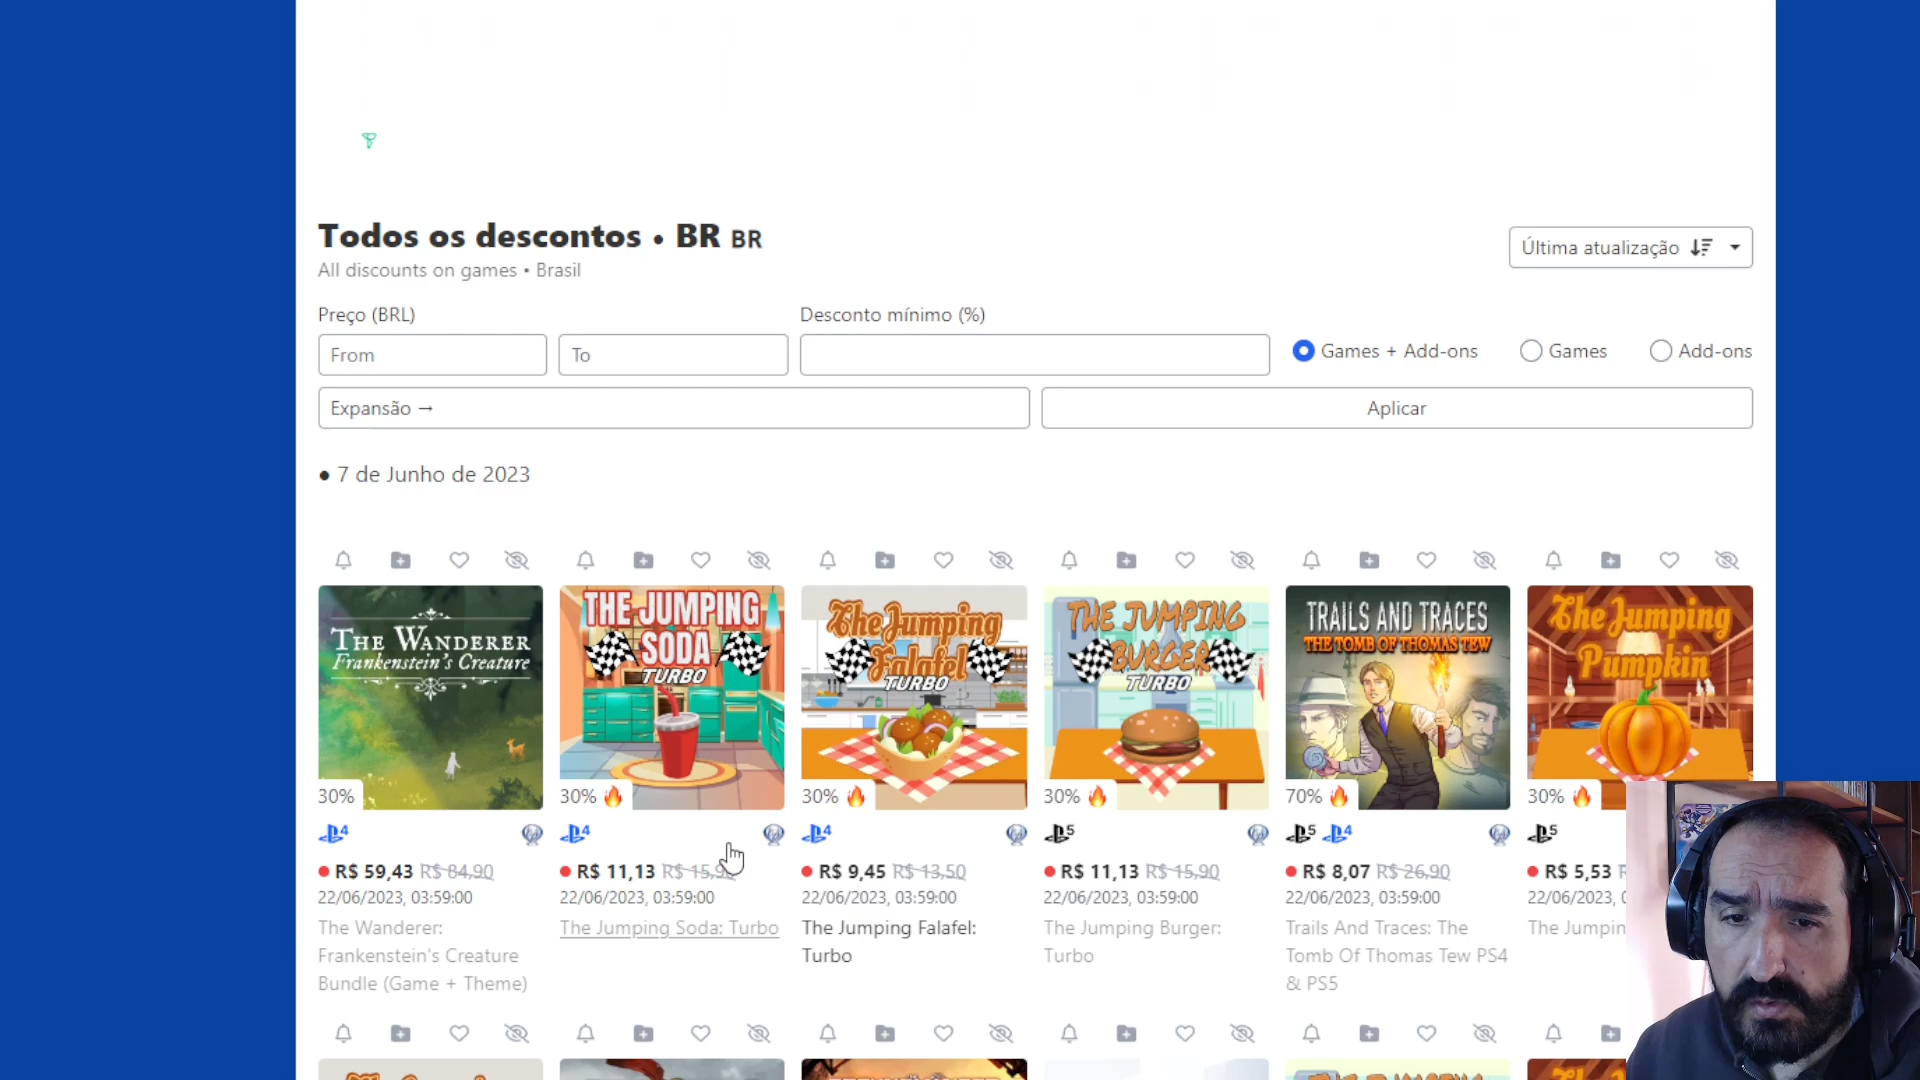 Todos os descontos • BR BR
All discounts on games • Brasil
Última atualização
Preço (BRL)
Desconto mínimo (%)
From
To
Games + Add-ons
Games
Add-ons
Expansão →
Aplicar
• 7 de Junho de 2023
THE WANDERER
Frankenstein's Creature
30%
R$ 59,43 R$ 84,90
22/06/2023, 03:59:00
The Wanderer:
Frankenstein's Creature
Bundle (Game + Theme)
THE JUMPING
SODA
TURBO
30%
R$ 11,13 R$ 15,90
22/06/2023, 03:59:00
The Jumping Soda: Turbo
The Jumping
Falafel
TURBO
30%
R$ 9,45 R$ 13,50
22/06/2023, 03:59:00
The Jumping Falafel:
Turbo
THE JUMPING
BURGER
TURBO
30%
R$ 11,13 R$ 15,90
22/06/2023, 03:59:00
The Jumping Burger:
Turbo
TRAILS AND TRACES
THE TOMB OF THOMAS TEW
70%
R$ 8,07 R$ 26,90
22/06/2023, 03:59:00
Trails And Traces: The
Tomb Of Thomas Tew PS4
& PS5
The Jumping
Pumpkin
30%
R$ 5,53
22/06/2023,
The Jumpin